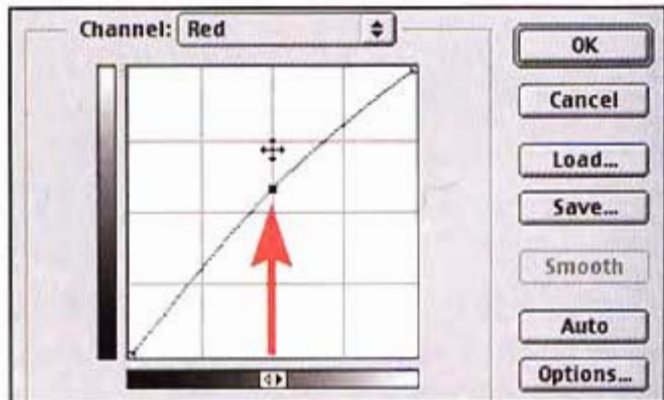 Channel: Red
OK
Cancel
Load...
Save...
Smooth
Auto
Options...